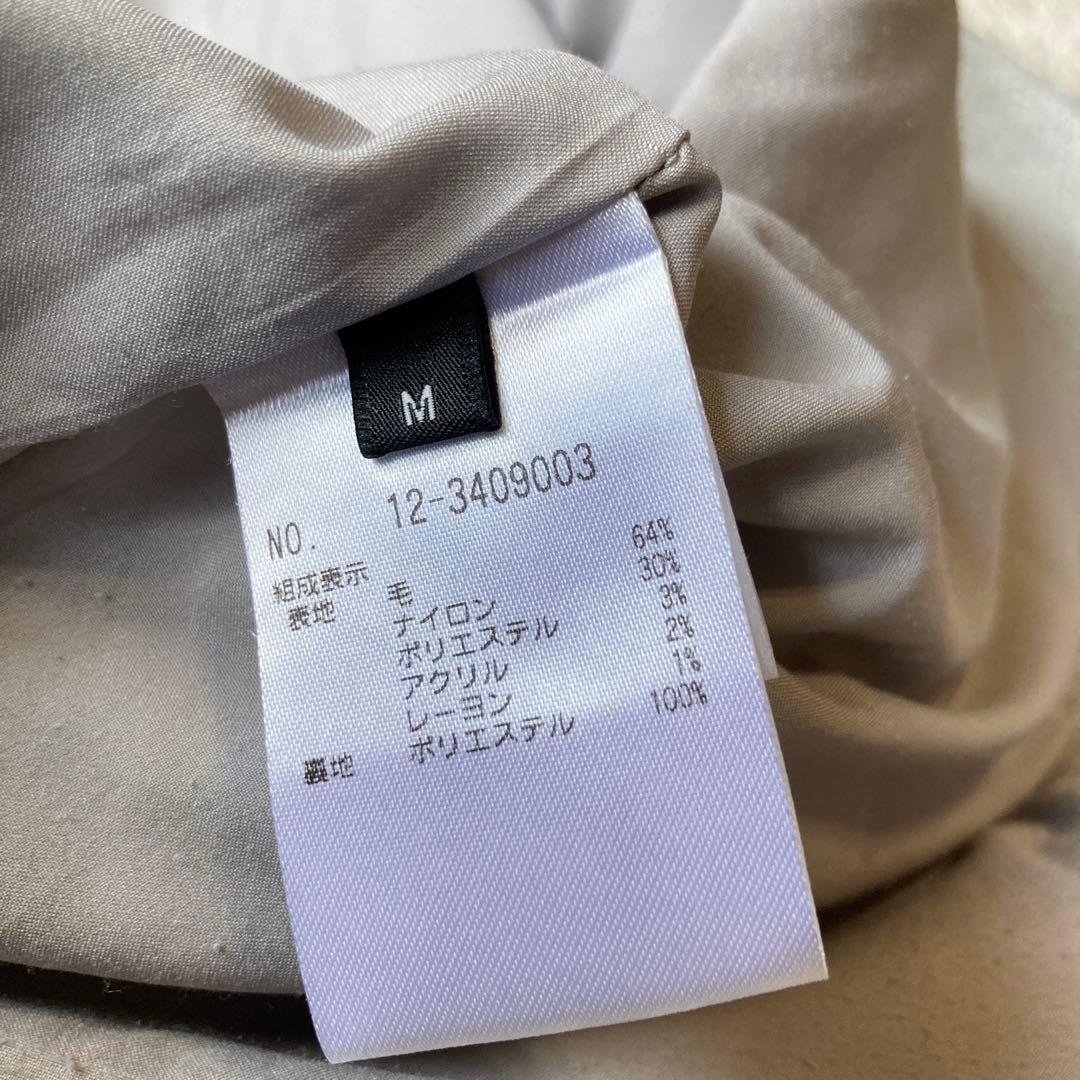 M
NO. 12-3409003
組成表示
表地 毛 64%
ナイロン 30%
ポリエステル 3%
アクリル 2%
レーヨン 1%
裏地 ポリエステル 100%